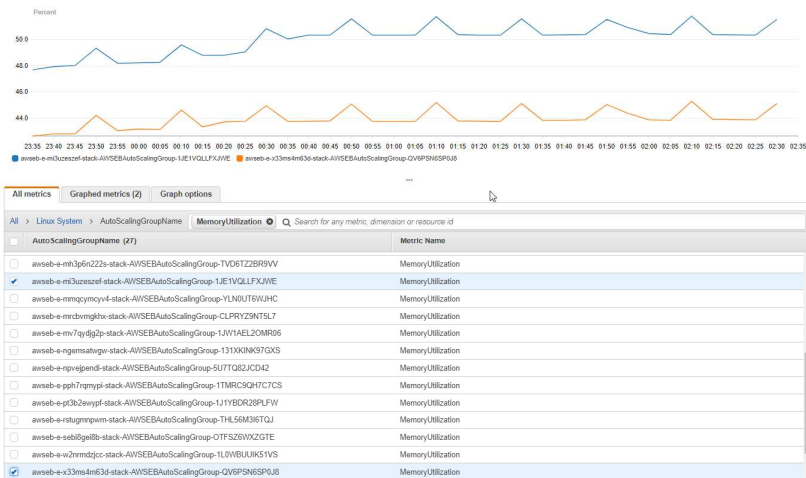 Percent
50.0
48.0
46.0
44.0
23:35 23:40 23:45 23:50 23:55 00:00 00:05 00:10 00:15 00:20 00:25 00:30 00:35 00:40 00:45 00:50 00:55 01:00 01:05 01:10 01:15 01:20 01:25 01:30 01:35 01:40 01:45 01:50 01:55 02:00 02:05 02:10 02:15 02:20 02:25 02:30 02:35
awseb-e-mi3uzeszef-stack-AWSEBAutoScalingGroup-1JE1VQLLFXJWE awseb-e-x33ms4m63d-stack-AWSEBAutoScalingGroup-QV6PSN6SP0J8
All metrics Graphed metrics (2) Graph options
All > Linux System > AutoScalingGroupName MemoryUtilization Search for any metric, dimension or resource id
AutoScalingGroupName (27) Metric Name
awseb-e-mh3p6n222s-stack-AWSEBAutoScalingGroup-TVD6TZ2BR9VV MemoryUtilization
awseb-e-mi3uzeszef-stack-AWSEBAutoScalingGroup-1JE1VQLLFXJWE MemoryUtilization
awseb-e-mmqcymcyv4-stack-AWSEBAutoScalingGroup-YLN0UT6WJHC MemoryUtilization
awseb-e-mrcbvmgkhx-stack-AWSEBAutoScalingGroup-CLPRYZ9NT5L7 MemoryUtilization
awseb-e-mv7qydjg2p-stack-AWSEBAutoScalingGroup-1JW1AEL2OMR06 MemoryUtilization
awseb-e-ngemsatwgw-stack-AWSEBAutoScalingGroup-131XKINK97GXS MemoryUtilization
awseb-e-npvejpendi-stack-AWSEBAutoScalingGroup-5U7TQ82JCD42 MemoryUtilization
awseb-e-pph7rqmypi-stack-AWSEBAutoScalingGroup-1TMRC9QH7C7CS MemoryUtilization
awseb-e-pt3b2ewypf-stack-AWSEBAutoScalingGroup-1J1YBDR28PLFW MemoryUtilization
awseb-e-rstugmnpwm-stack-AWSEBAutoScalingGroup-THL56M3I6TQJ MemoryUtilization
awseb-e-sebi8gei8b-stack-AWSEBAutoScalingGroup-OTFSZ6WXZGTE MemoryUtilization
awseb-e-w2nrmdzjcc-stack-AWSEBAutoScalingGroup-1L0WBUUIK51VS MemoryUtilization
awseb-e-x33ms4m63d-stack-AWSEBAutoScalingGroup-QV6PSN6SP0J8 MemoryUtilization